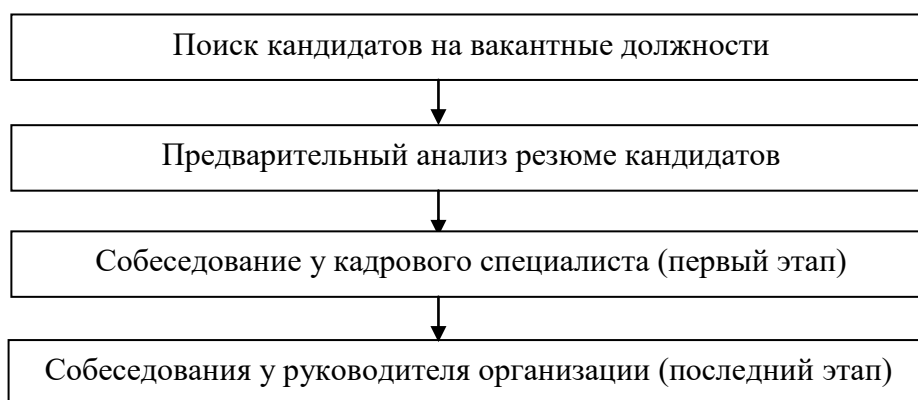 Поиск кандидатов на вакантные должности
Предварительный анализ резюме кандидатов
Собеседование у кадрового специалиста (первый этап)
Собеседования у руководителя организации (последний этап)